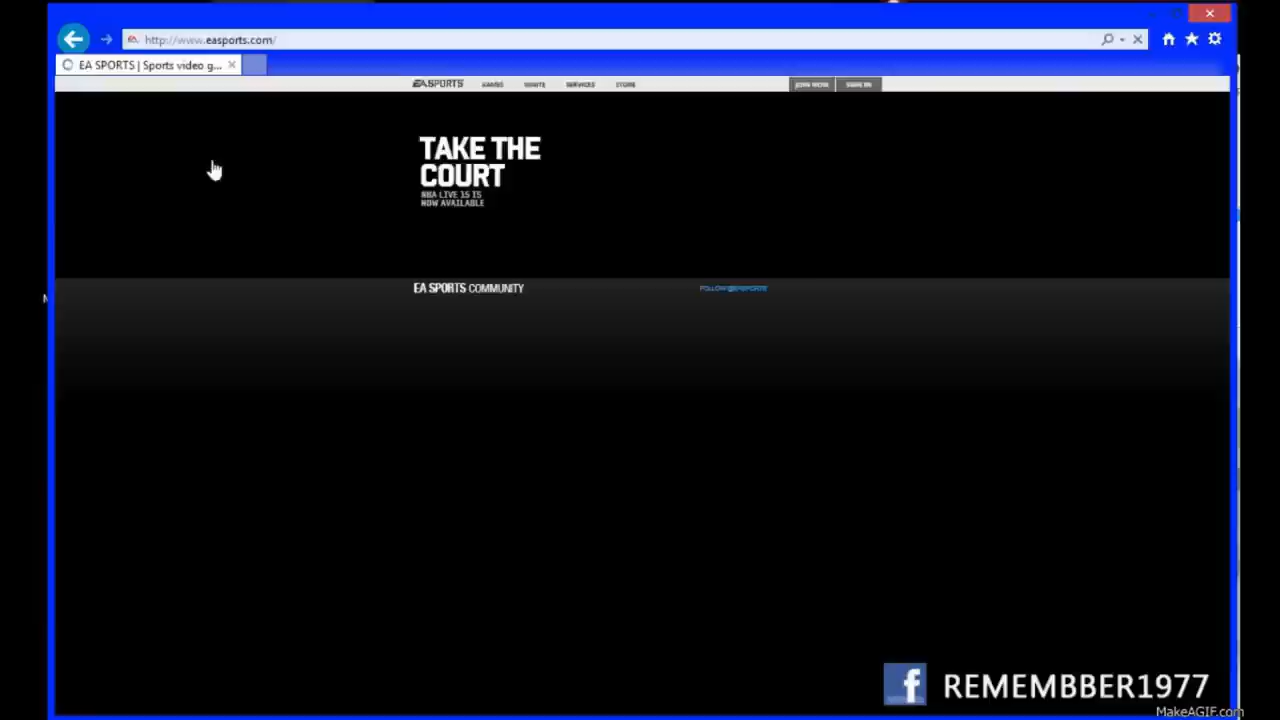 http://www.easports.com/
EA SPORTS | Sports video g...
EA SPORTS GAMES IGNITE SERVICES STORE JOIN NOW SIGN IN
TAKE THE
COURT
NBA LIVE 15 IS
NOW AVAILABLE
EA SPORTS COMMUNITY
FOLLOW @EASPORTS
f REMEMBBER1977
MakeAGIF.com